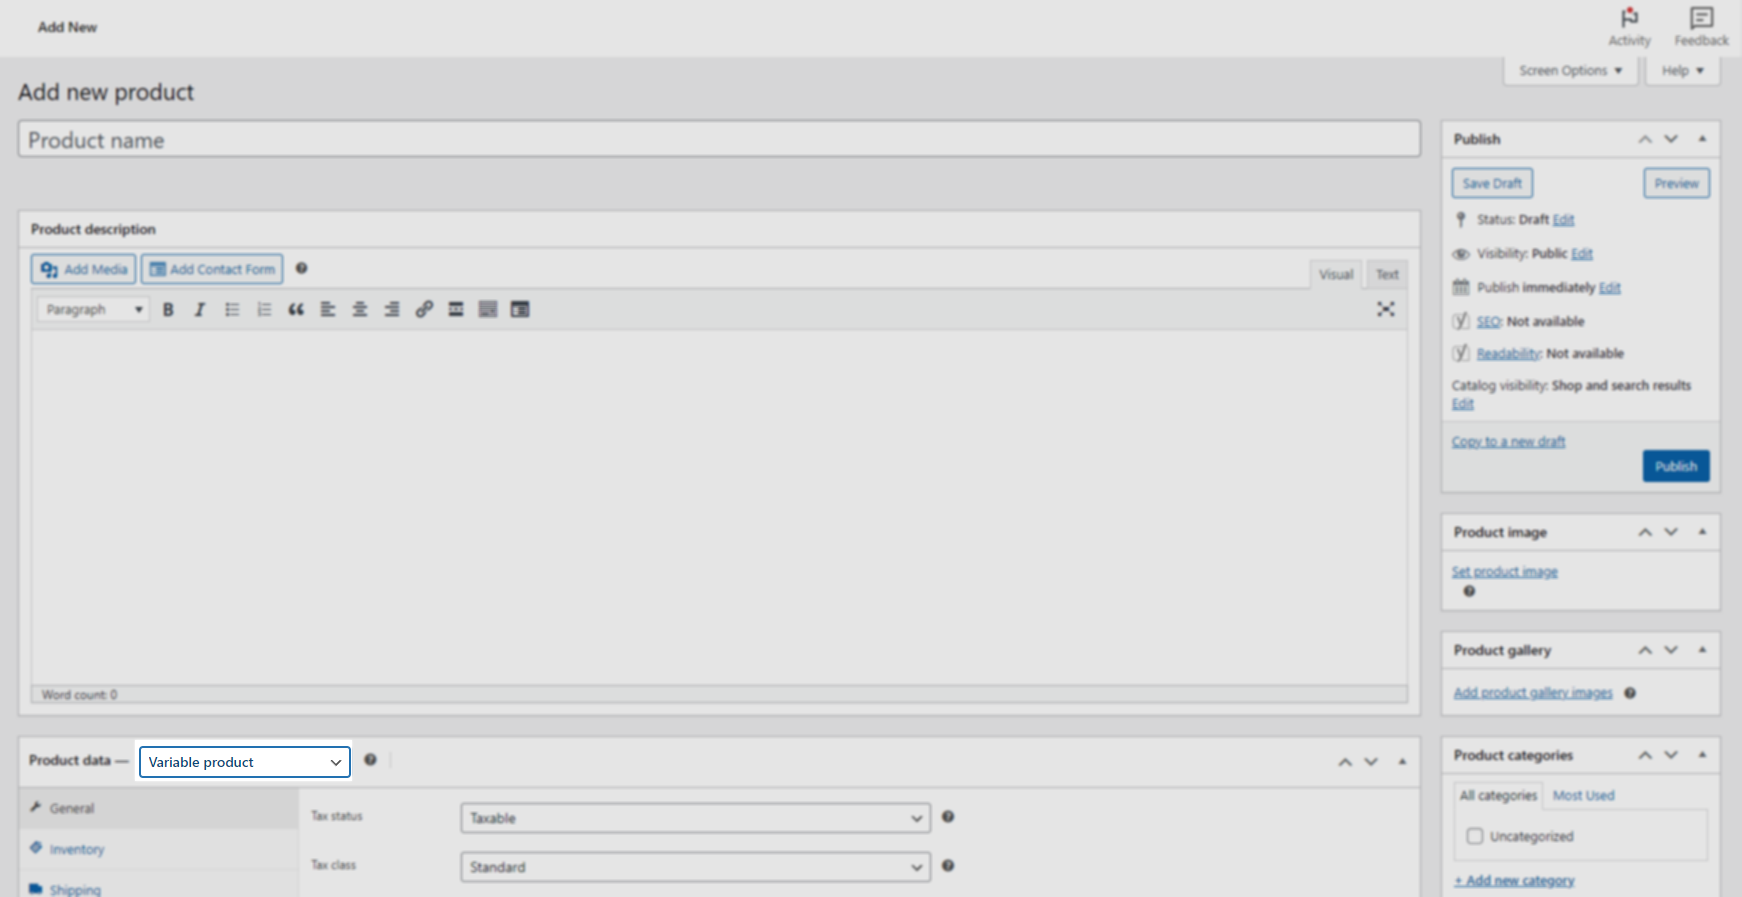 Add New
Activity
Feedback
Screen Options
Help
Add new product
Product name
Product description
Add Media
Add Contact Form
Visual
Text
Paragraph
Word count: 0
Product data —
Variable product
General
Inventory
Shipping
Tax status
Taxable
Tax class
Standard
Publish
Save Draft
Preview
Status: Draft Edit
Visibility: Public Edit
Publish immediately Edit
SEO: Not available
Readability: Not available
Catalog visibility: Shop and search results
Edit
Copy to a new draft
Publish
Product image
Set product image
Product gallery
Add product gallery images
Product categories
All categories
Most Used
Uncategorized
+ Add new category